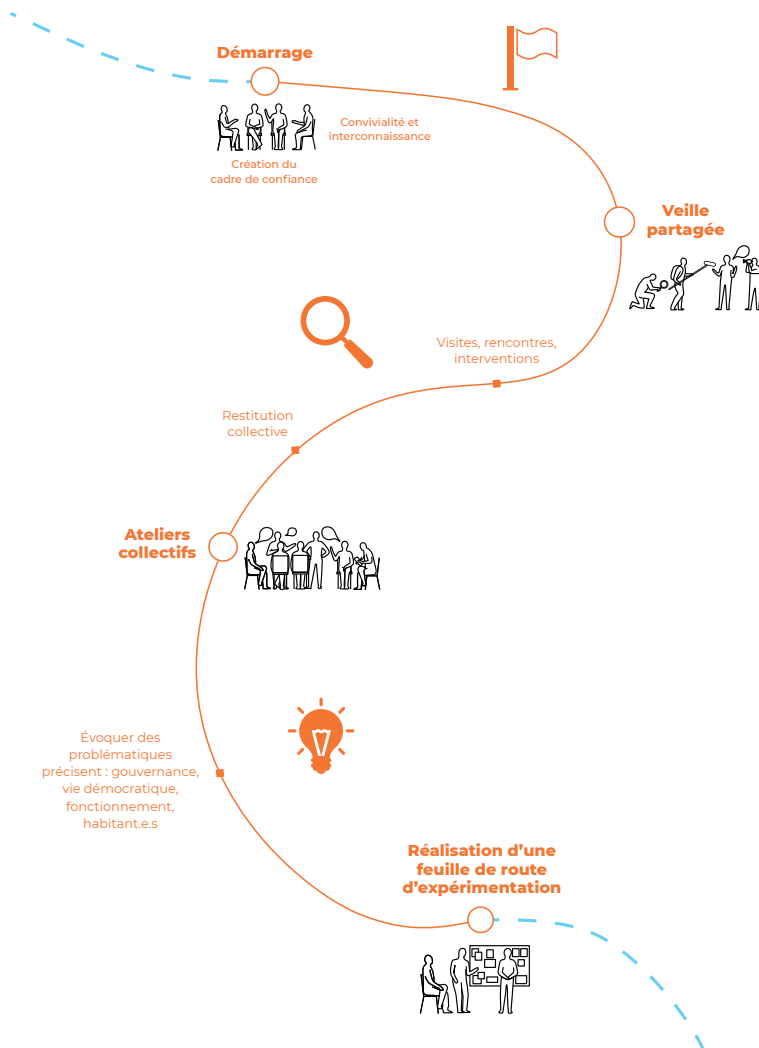 Démarrage
Convivialité et
interconnaissance
Création du
cadre de confiance
Veille
partagée
Visites, rencontres,
interventions
Restitution
collective
Ateliers
collectifs
Évoquer des
problématiques
précisent : gouvernance,
vie démocratique,
fonctionnement,
habitant.e.s
Réalisation d’une
feuille de route
d’expérimentation